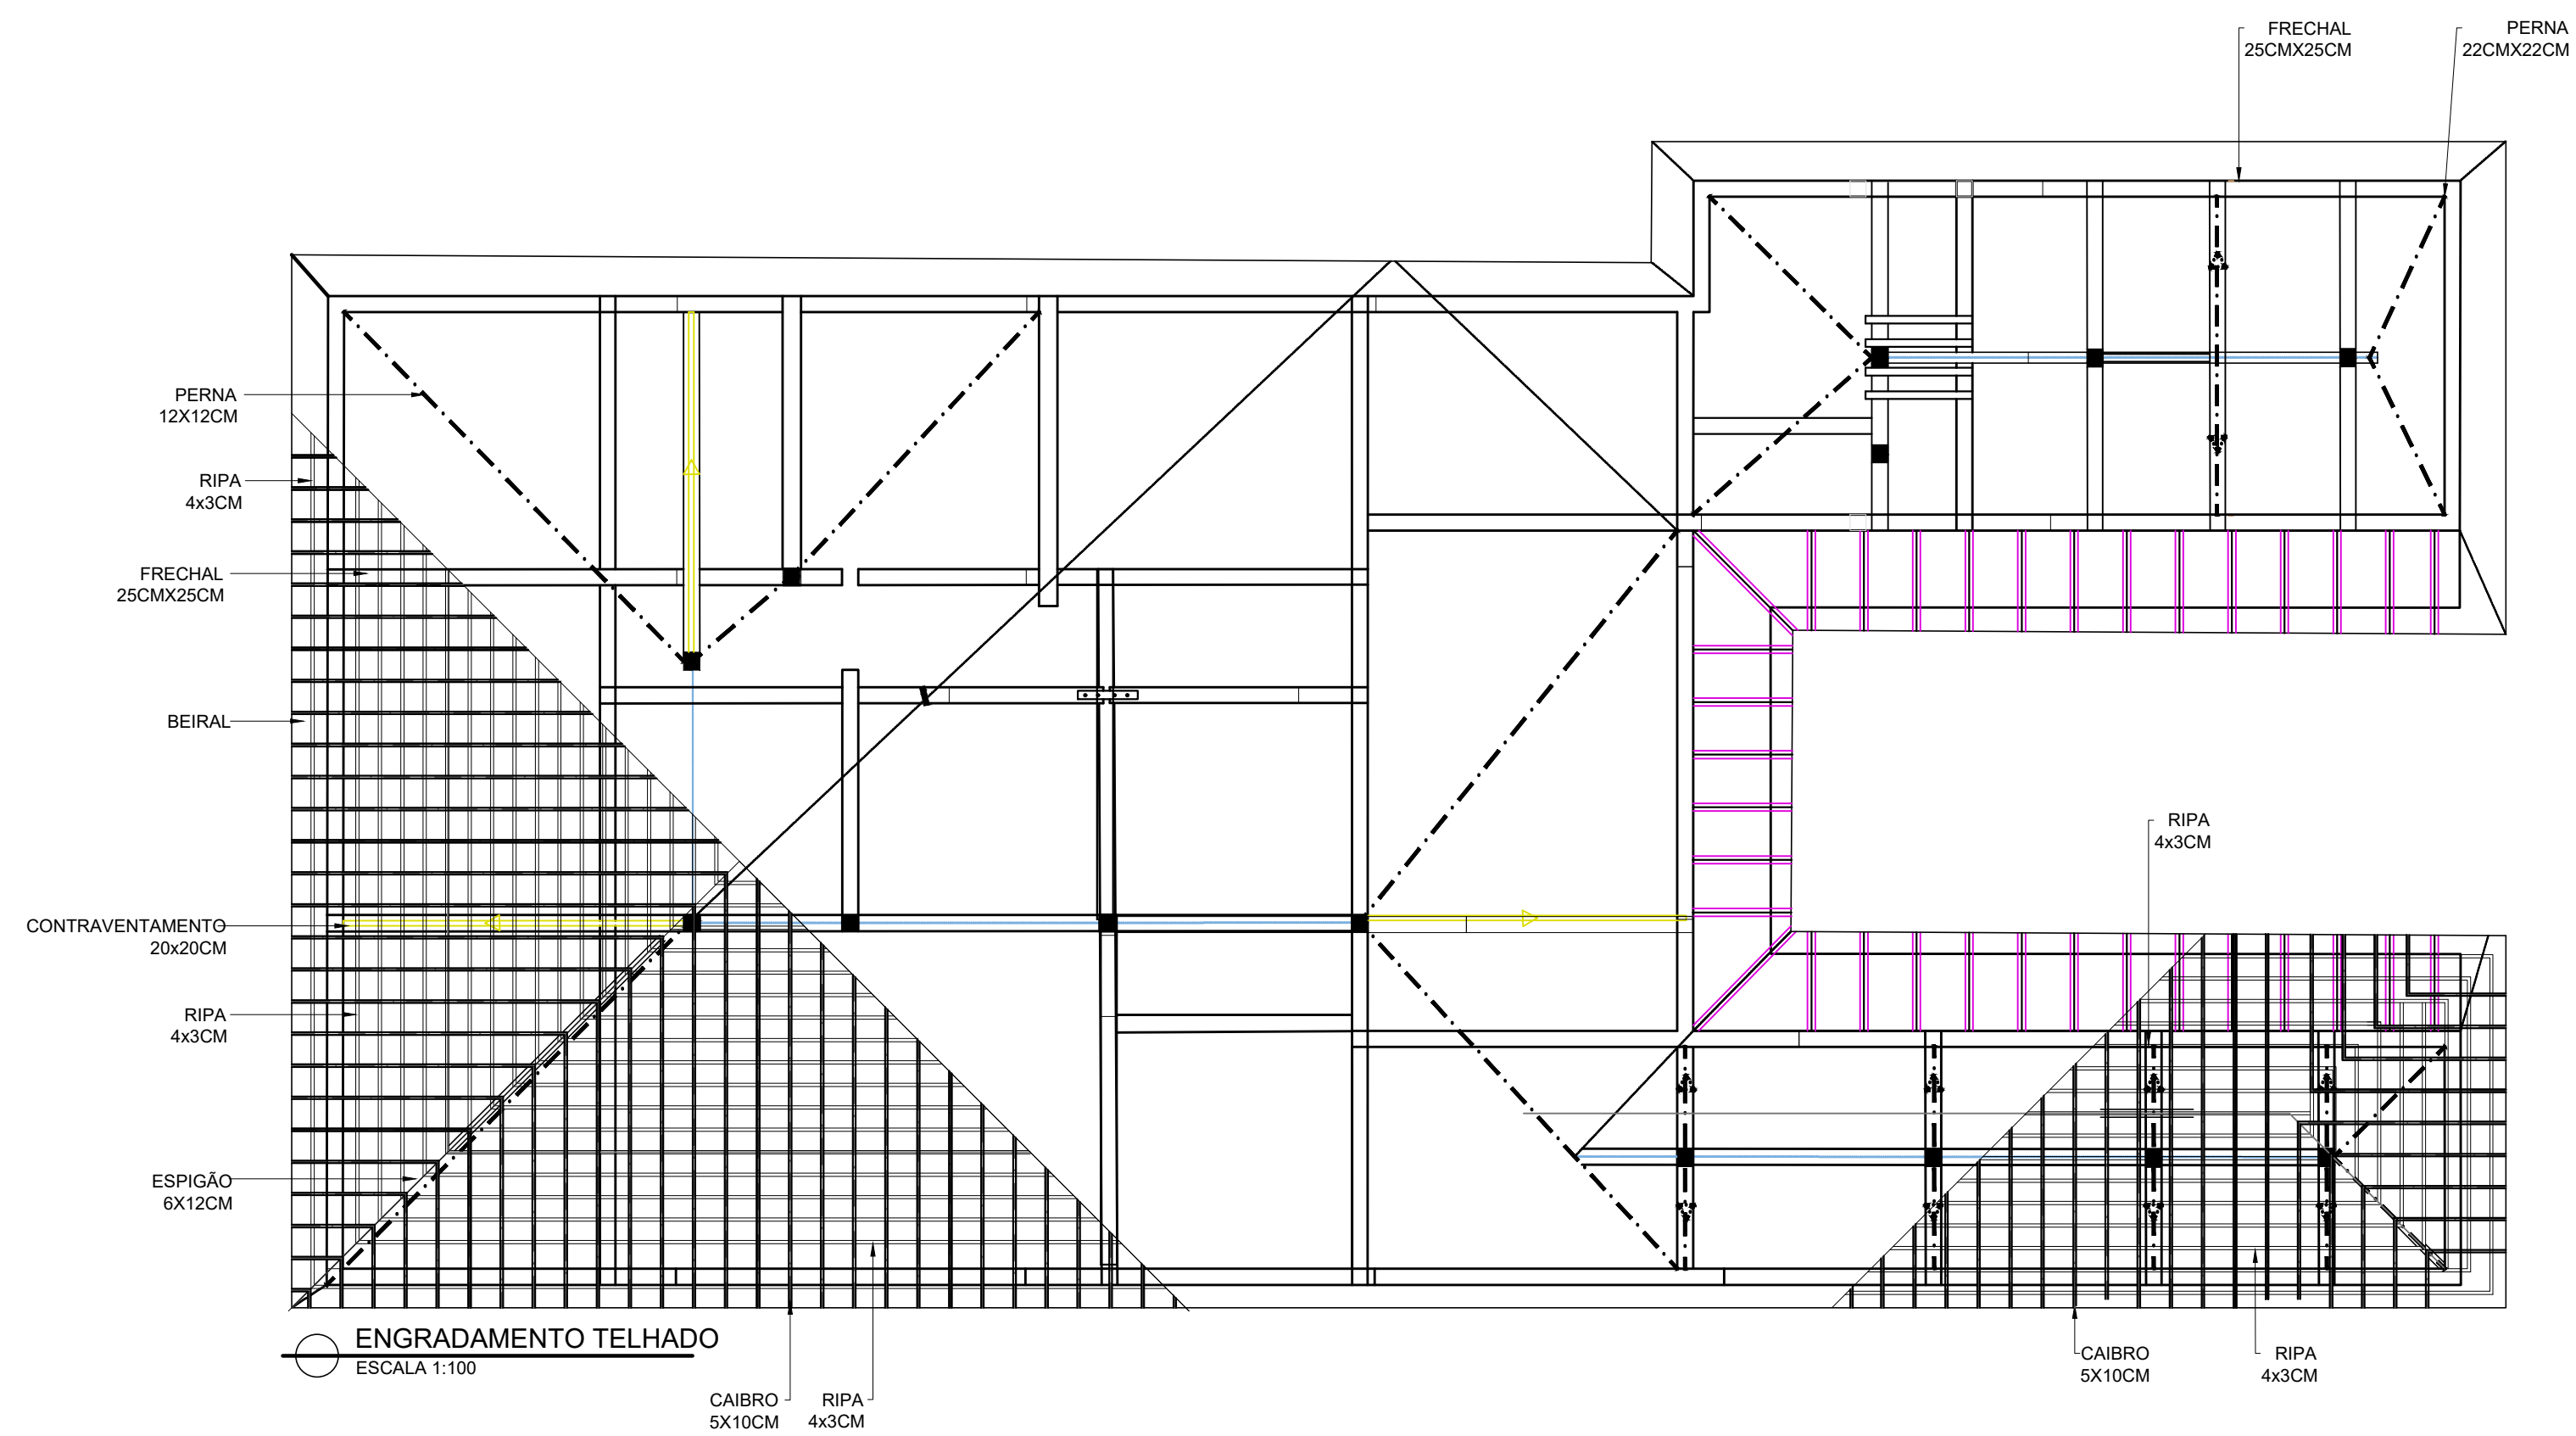 FRECHAL
25CMX25CM
PERNA
22CMX22CM
PERNA
12X12CM
RIPA
4x3CM
FRECHAL
25CMX25CM
BEIRAL
RIPA
4x3CM
CONTRAVENTAMENTO
20x20CM
RIPA
4x3CM
ESPIGÃO
6X12CM
ENGRADAMENTO TELHADO
ESCALA 1:100
CAIBRO
5X10CM
RIPA
4x3CM
CAIBRO
5X10CM
RIPA
4x3CM